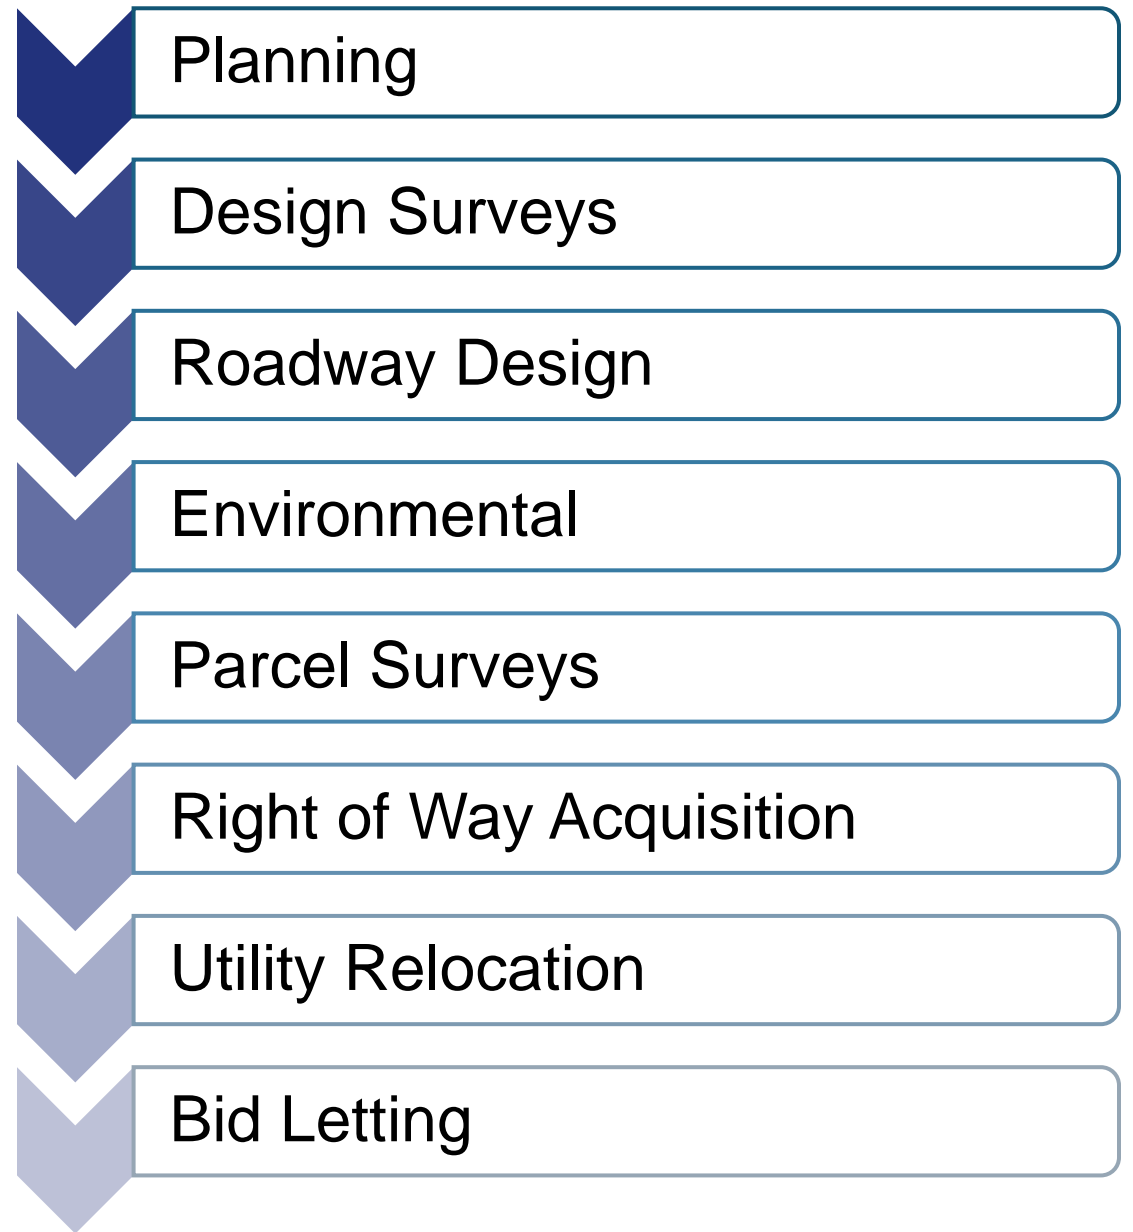 Planning
Design Surveys
Roadway Design
Environmental
Parcel Surveys
Right of Way Acquisition
Utility Relocation
Bid Letting